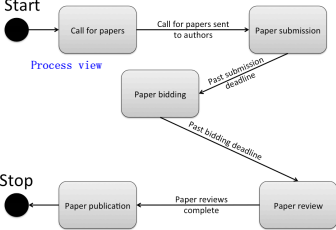 Start
Call for papers
Call for papers sent
to authors
Paper submission
Process view
Past submission
deadline
Paper bidding
Past bidding deadline
Stop
Paper publication
Paper reviews
complete
Paper review